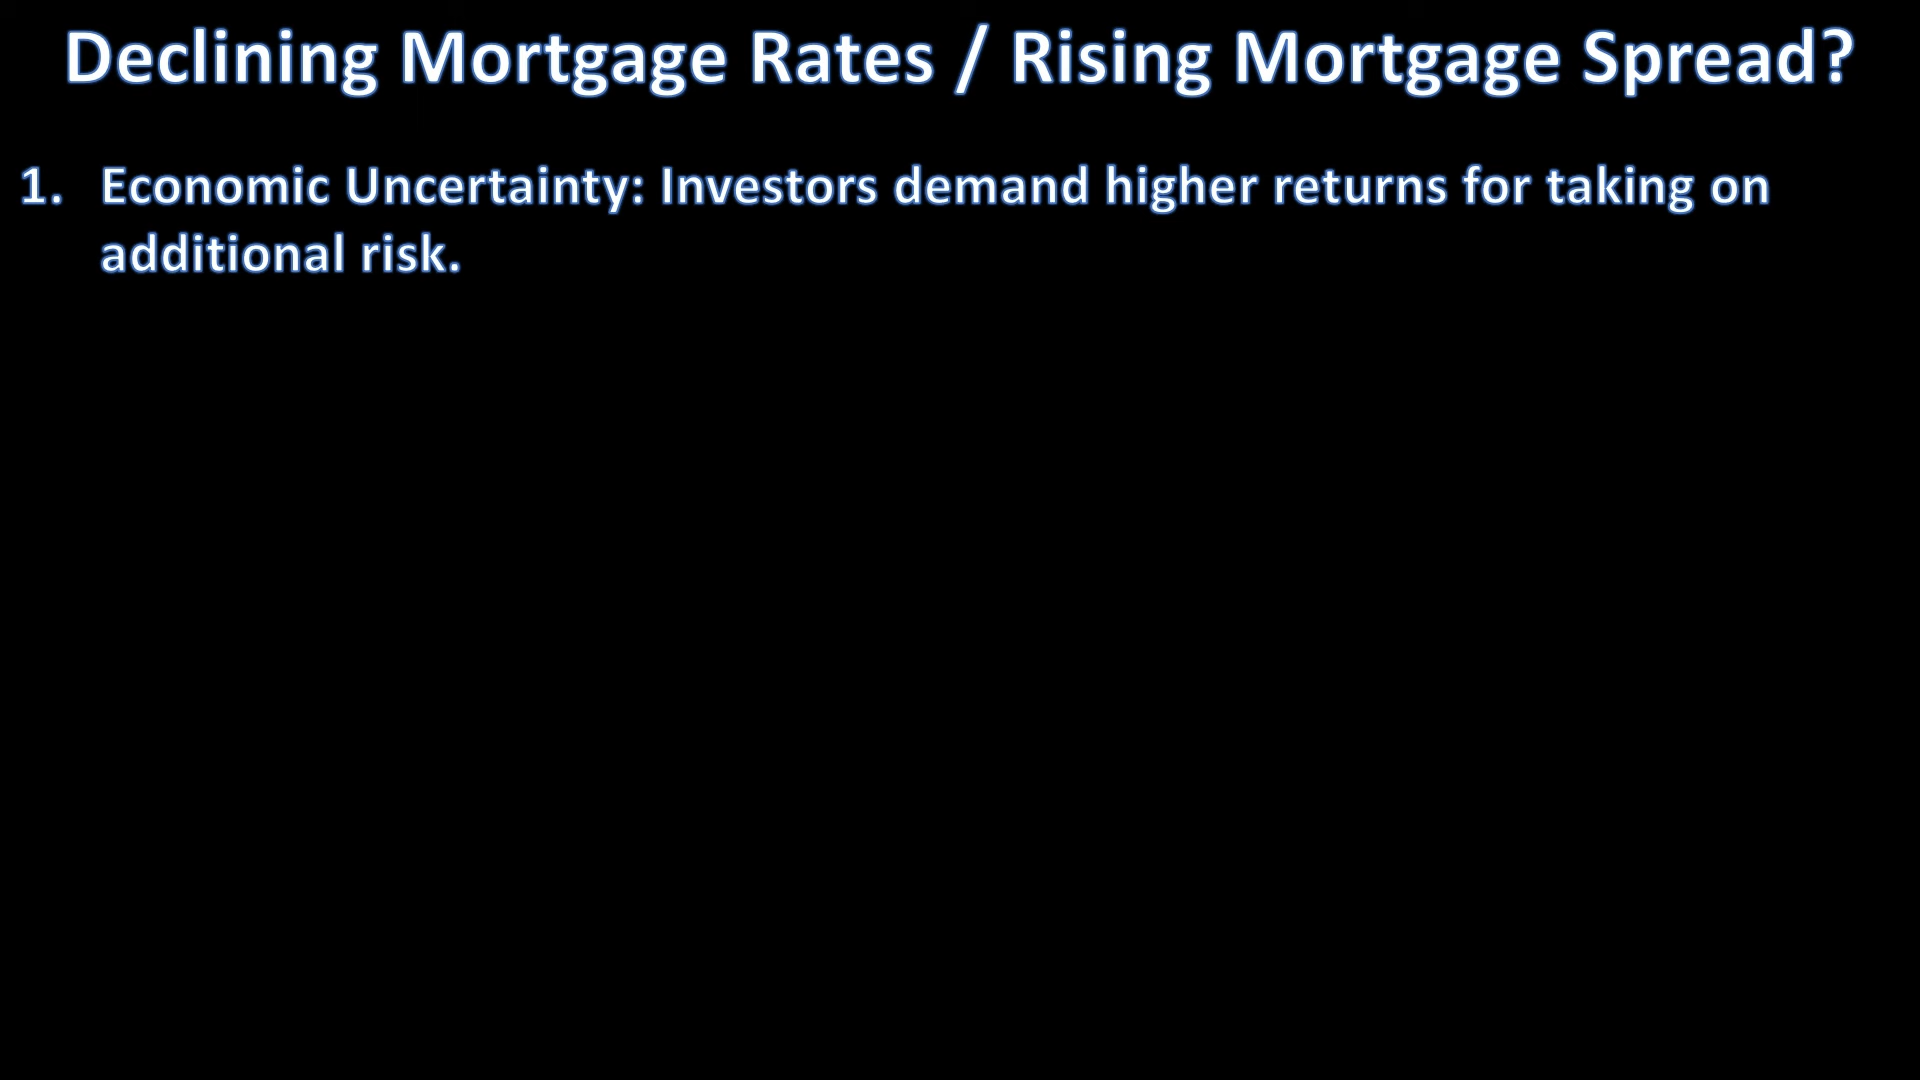 Declining Mortgage Rates / Rising Mortgage Spread?
1. Economic Uncertainty: Investors demand higher returns for taking on
additional risk.